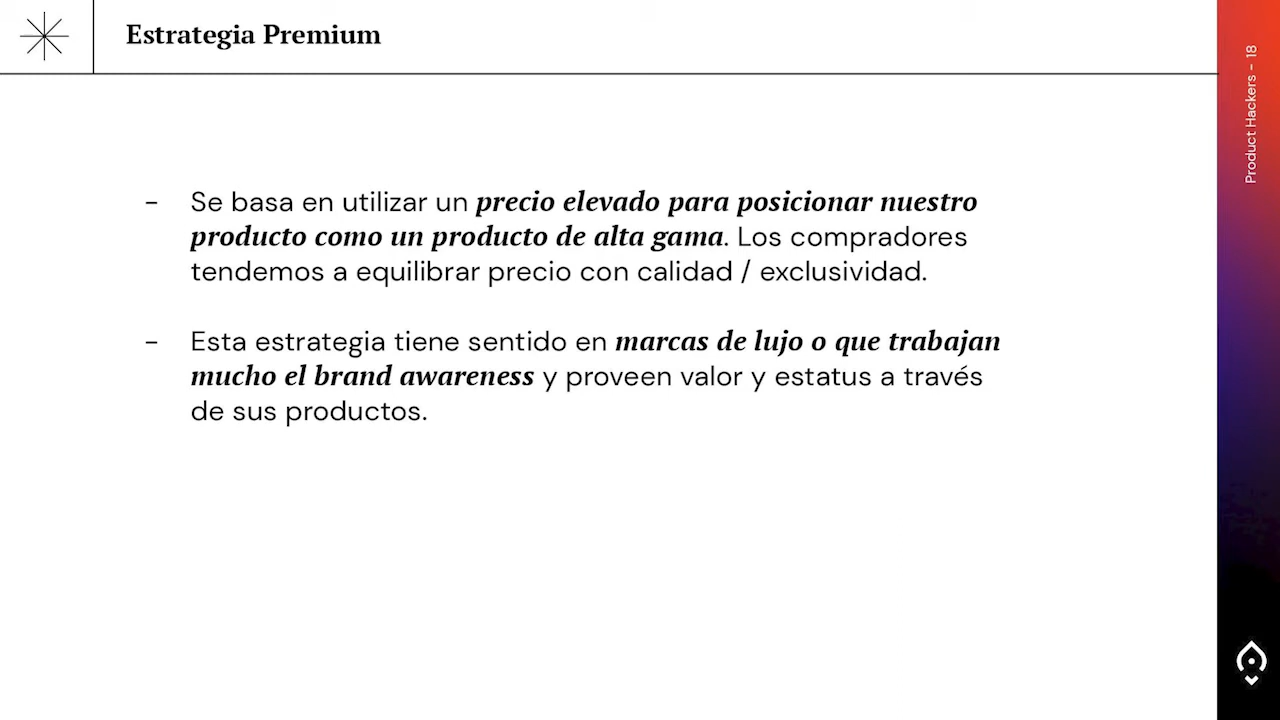 Estrategia Premium
Product Hackers - 18
- Se basa en utilizar un precio elevado para posicionar nuestro
producto como un producto de alta gama. Los compradores
tendemos a equilibrar precio con calidad / exclusividad.
- Esta estrategia tiene sentido en marcas de lujo o que trabajan
mucho el brand awareness y proveen valor y estatus a través
de sus productos.